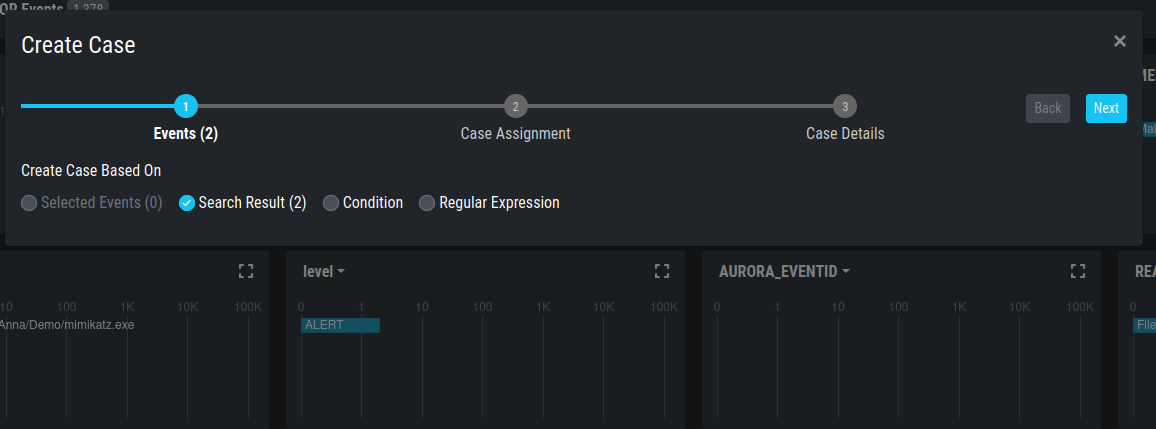 OR Events 1,278
Create Case
×
1
2
3
Back
Next
Events (2)
Case Assignment
Case Details
Create Case Based On
Selected Events (0)
Search Result (2)
Condition
Regular Expression
level
AURORA_EVENTID
10 100 1K 10K 100K
0 1 10 100 1K 10K 100K
0 1 10 100 1K 10K 100K
0
Anna/Demo/mimikatz.exe
ALERT
File